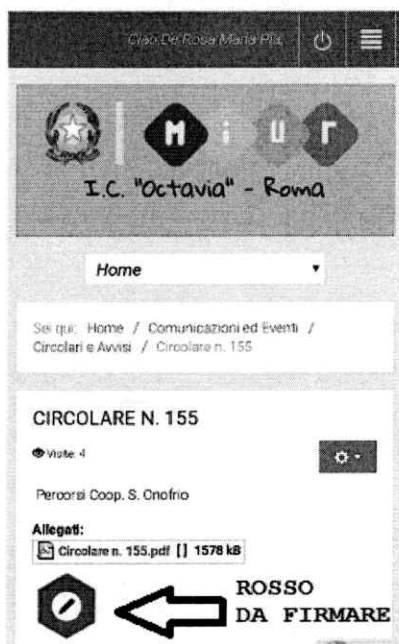 Ciao De Rosa Maria Pia,
MiUr
I.C. "Octavia" - Roma
Home
Sei qui: Home / Comunicazioni ed Eventi /
Circolari e Avvisi / Circolare n. 155
CIRCOLARE N. 155
Visite: 4
Percorsi Coop. S. Onofrio
Allegati:
Circolare n. 155.pdf [ ] 1578 kB
ROSSO
DA FIRMARE